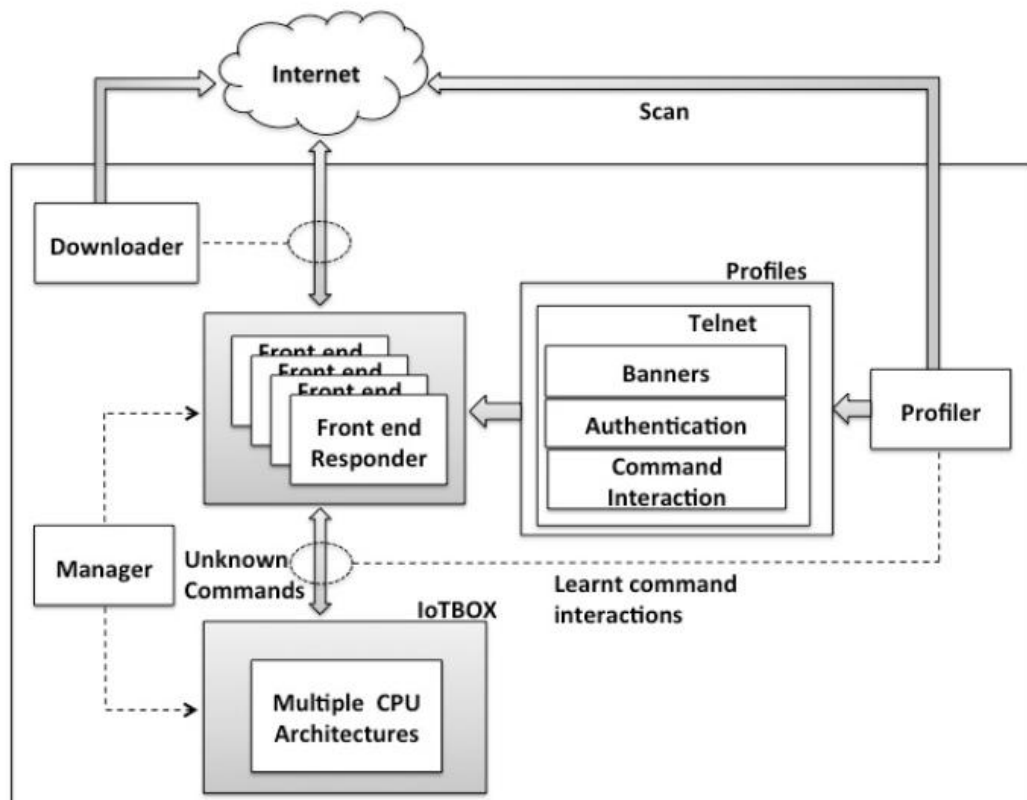 Internet
Scan
Downloader
Profiles
Telnet
Front end
Front end
Front end
Front end
Responder
Banners
Authentication
Command
Interaction
Profiler
Manager
Unknown
Commands
Learnt command
interactions
IoTBOX
Multiple CPU
Architectures